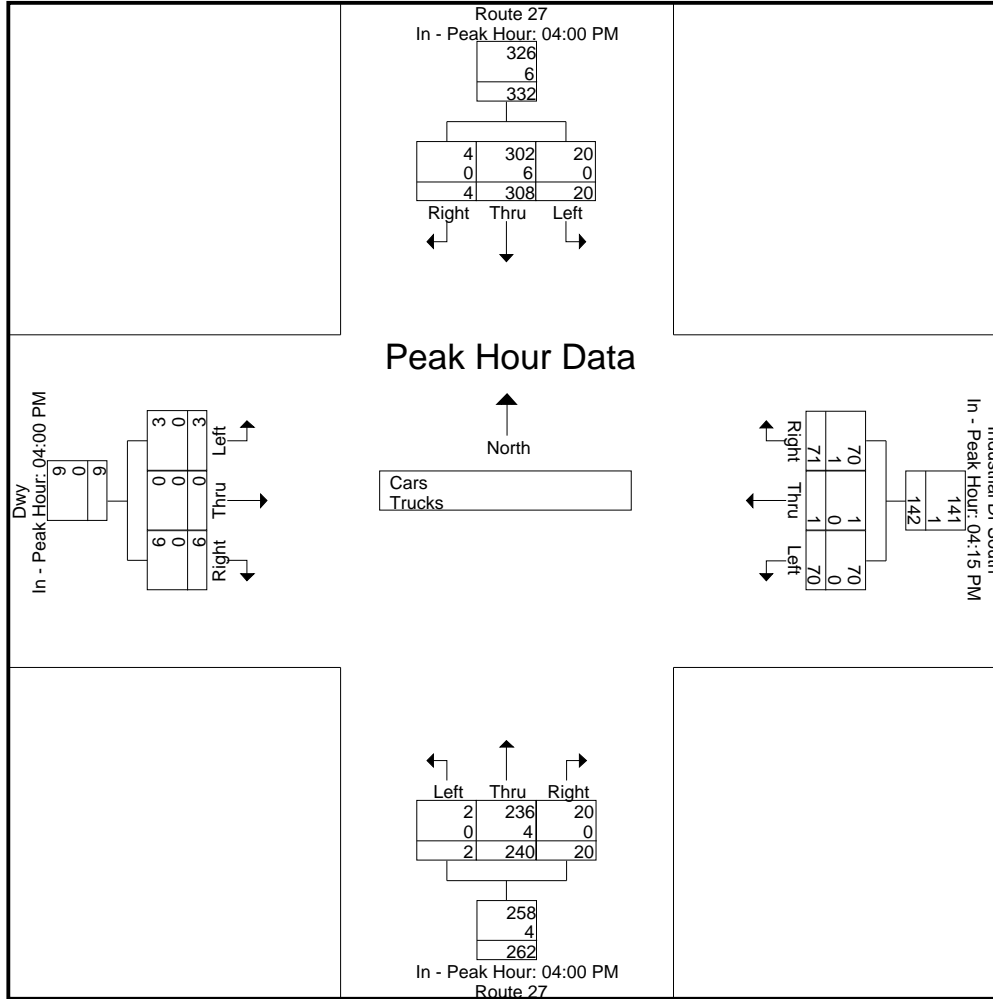 Route 27
In - Peak Hour: 04:00 PM
326
6
332
4 302 20
0 6 0
4 308 20
Right Thru Left
Peak Hour Data
North
Cars
Trucks
Dwy
In - Peak Hour: 04:00 PM
9
0
9
3 0 6
0 0 0
3 0 6
Left Thru Right
Industrial Dr South
In - Peak Hour: 04:15 PM
141
1
142
70 1 70
1 0 0
71 1 70
Right Thru Left
Left Thru Right
2 236 20
0 4 0
2 240 20
258
4
262
In - Peak Hour: 04:00 PM
Route 27